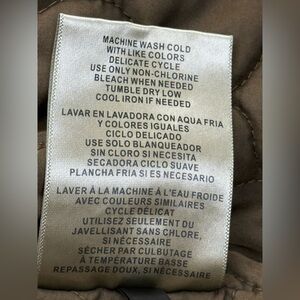 MACHINE WASH COLD
WITH LIKE COLORS
DELICATE CYCLE
USE ONLY NON-CHLORINE
BLEACH WHEN NEEDED
TUMBLE DRY LOW
COOL IRON IF NEEDED
LAVAR EN LAVADORA CON AQUA FRIA
Y COLORES IGUALES
CICLO DELICADO
USE SOLO BLANQUEADOR
SIN CLORO SI NECESITA
SECADORA CICLO SUAVE
PLANCHA FRIA SI ES NECESARIO
LAVER À LA MACHINE À L'EAU FROIDE
AVEC COULEURS SIMILAIRES
CYCLE DÉLICAT
UTILISEZ SEULEMENT DU
JAVELLISANT SANS CHLORE,
SI NÉCESSAIRE
SÉCHER PAR CULBUTAGE
À TEMPÉRATURE BASSE
REPASSAGE DOUX, SI NÉCESSAIRE